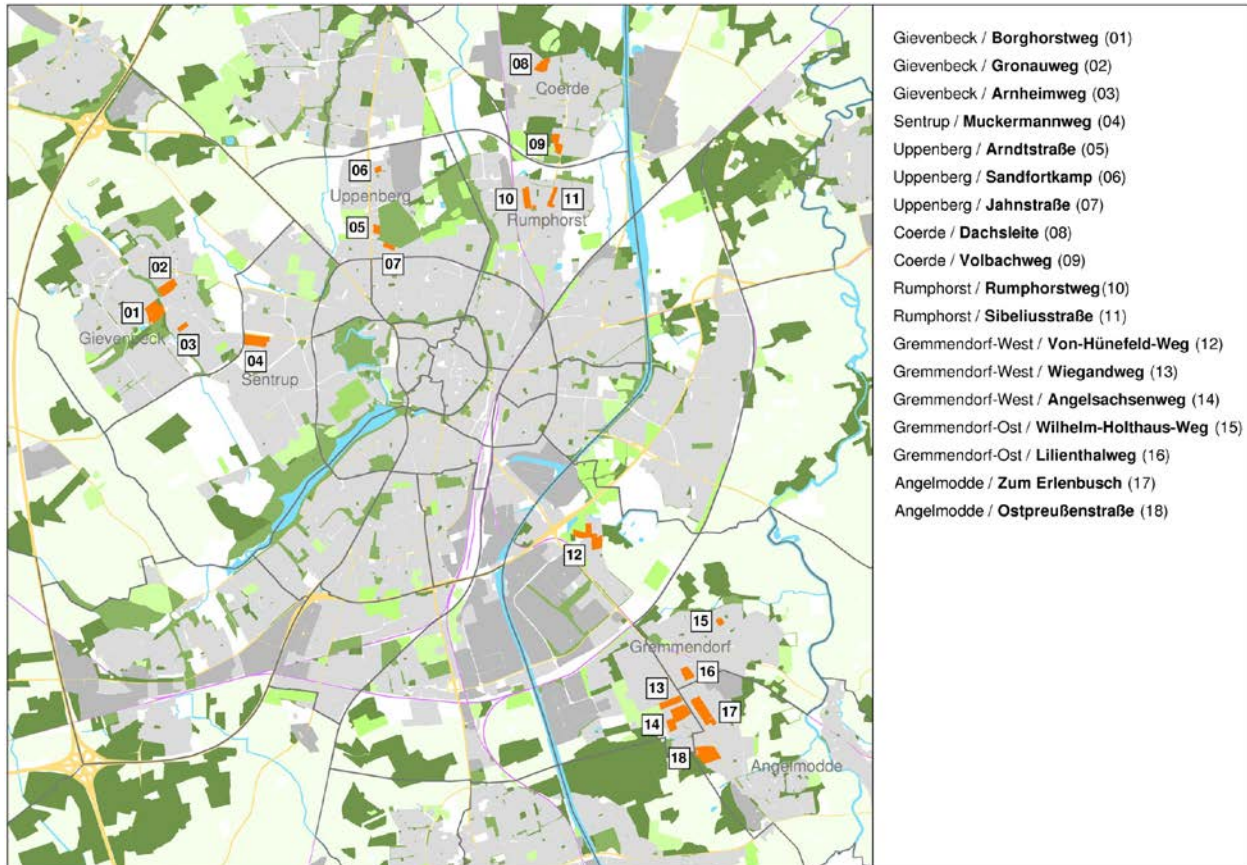 08
Coerde
09
06
Uppenberg
10
11
Rumphorst
05
07
02
01
Gievenbeck
03
04
Sentrup
12
15
Gremmendorf
16
13
17
14
18
Angelmodde
Gievenbeck / Borghorstweg (01)
Gievenbeck / Gronauweg (02)
Gievenbeck / Arnheimweg (03)
Sentrup / Muckermannweg (04)
Uppenberg / Arndtstraße (05)
Uppenberg / Sandfortkamp (06)
Uppenberg / Jahnstraße (07)
Coerde / Dachsleite (08)
Coerde / Volbachweg (09)
Rumphorst / Rumphorstweg(10)
Rumphorst / Sibeliusstraße (11)
Gremmendorf-West / Von-Hünefeld-Weg (12)
Gremmendorf-West / Wiegandweg (13)
Gremmendorf-West / Angelsachsenweg (14)
Gremmendorf-Ost / Wilhelm-Holthaus-Weg (15)
Gremmendorf-Ost / Lilienthalweg (16)
Angelmodde / Zum Erlenbusch (17)
Angelmodde / Ostpreußenstraße (18)